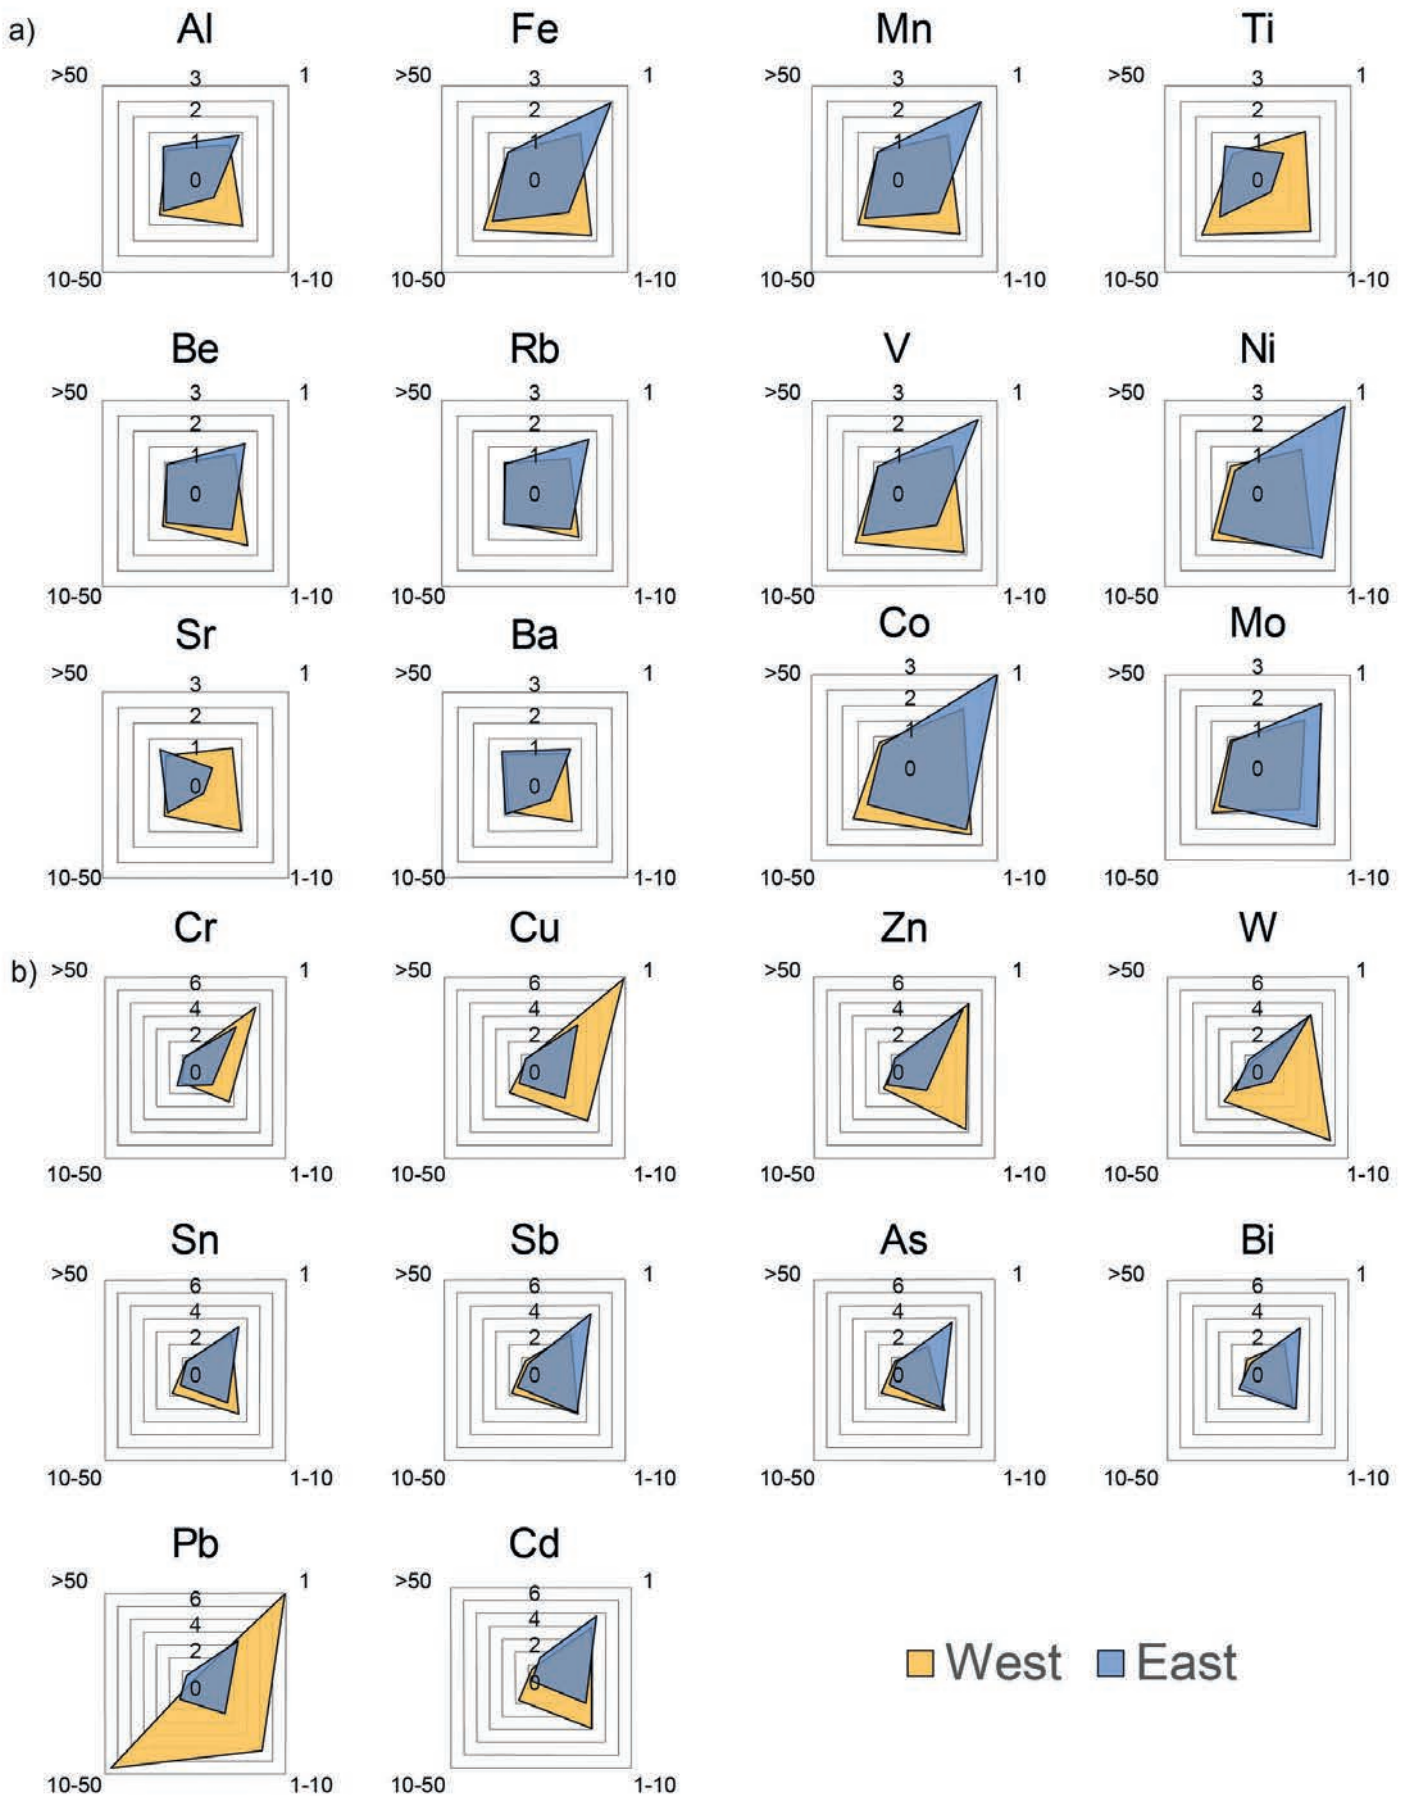 a) Al Fe Mn Ti
>50 3 1 >50 3 1 >50 3 1 >50 3 1
2 2 2 2
1 1 1 1
0 0 0 0
10-50 1-10 10-50 1-10 10-50 1-10 10-50 1-10
Be Rb V Ni
>50 3 1 >50 3 1 >50 3 1 >50 3 1
2 2 2 2
1 1 1 1
0 0 0 0
10-50 1-10 10-50 1-10 10-50 1-10 10-50 1-10
Sr Ba Co Mo
>50 3 1 >50 3 1 >50 3 1 >50 3 1
2 2 2 2
1 1 1 1
0 0 0 0
10-50 1-10 10-50 1-10 10-50 1-10 10-50 1-10
Cr Cu Zn W
b) >50 6 1 >50 6 1 >50 6 1 >50 6 1
4 4 4 4
2 2 2 2
0 0 0 0
10-50 1-10 10-50 1-10 10-50 1-10 10-50 1-10
Sn Sb As Bi
>50 6 1 >50 6 1 >50 6 1 >50 6 1
4 4 4 4
2 2 2 2
0 0 0 0
10-50 1-10 10-50 1-10 10-50 1-10 10-50 1-10
Pb Cd
>50 6 1 >50 6 1
4 4
2 2
0 0
10-50 1-10 10-50 1-10
West East